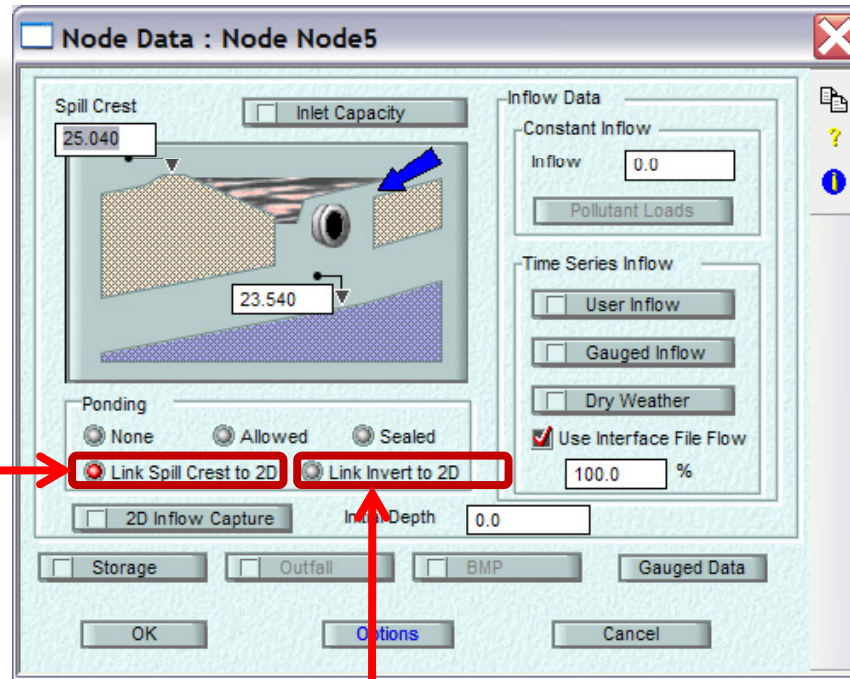 Node Data : Node Node5
Spill Crest
25.040
Inlet Capacity
23.540
Ponding
None
Allowed
Sealed
Link Spill Crest to 2D
Link Invert to 2D
2D Inflow Capture
Initial Depth
0.0
Inflow Data
Constant Inflow
Inflow
0.0
Pollutant Loads
Time Series Inflow
User Inflow
Gauged Inflow
Dry Weather
Use Interface File Flow
100.0 %
Storage
Outfall
BMP
Gauged Data
OK
Options
Cancel